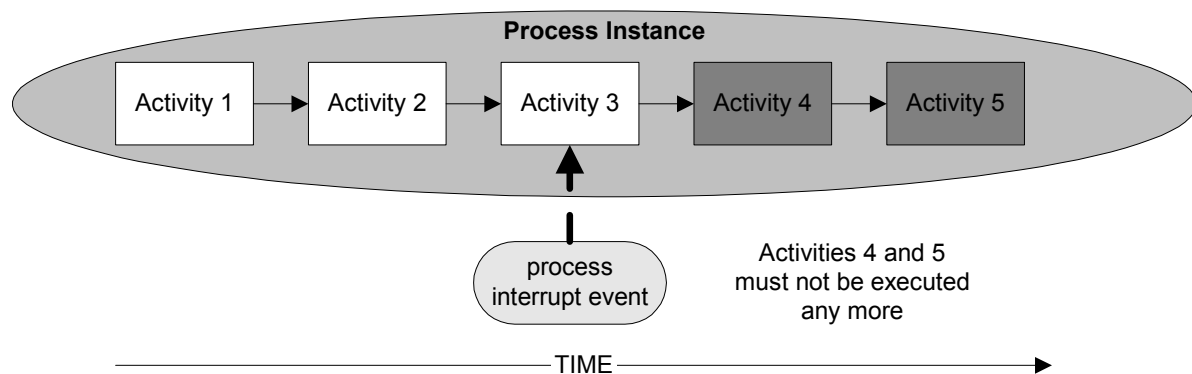 Process Instance
Activity 1
Activity 2
Activity 3
Activity 4
Activity 5
process
interrupt event
Activities 4 and 5
must not be executed
any more
TIME